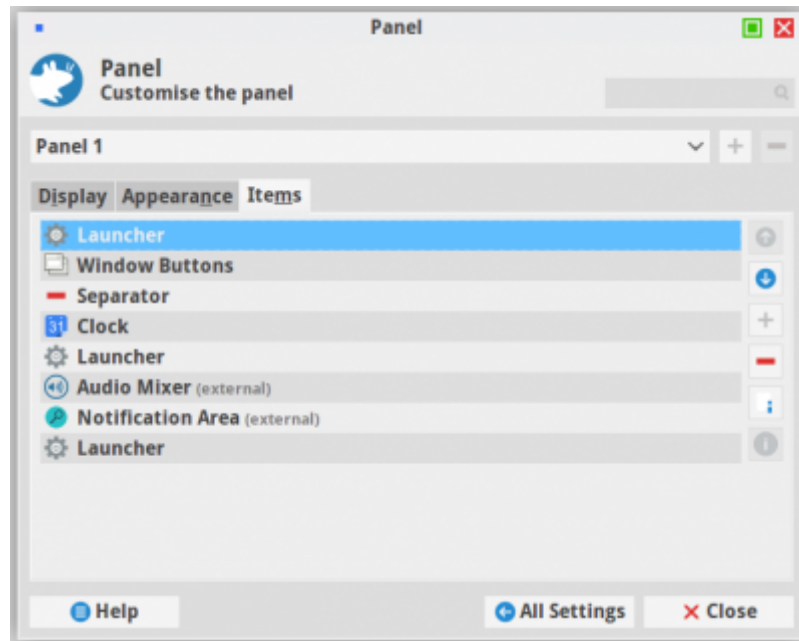 Panel
Panel
Customise the panel
Panel 1
Display Appearance Items
Launcher
Window Buttons
Separator
31 Clock
Launcher
Audio Mixer (external)
Notification Area (external)
Launcher
Help All Settings Close